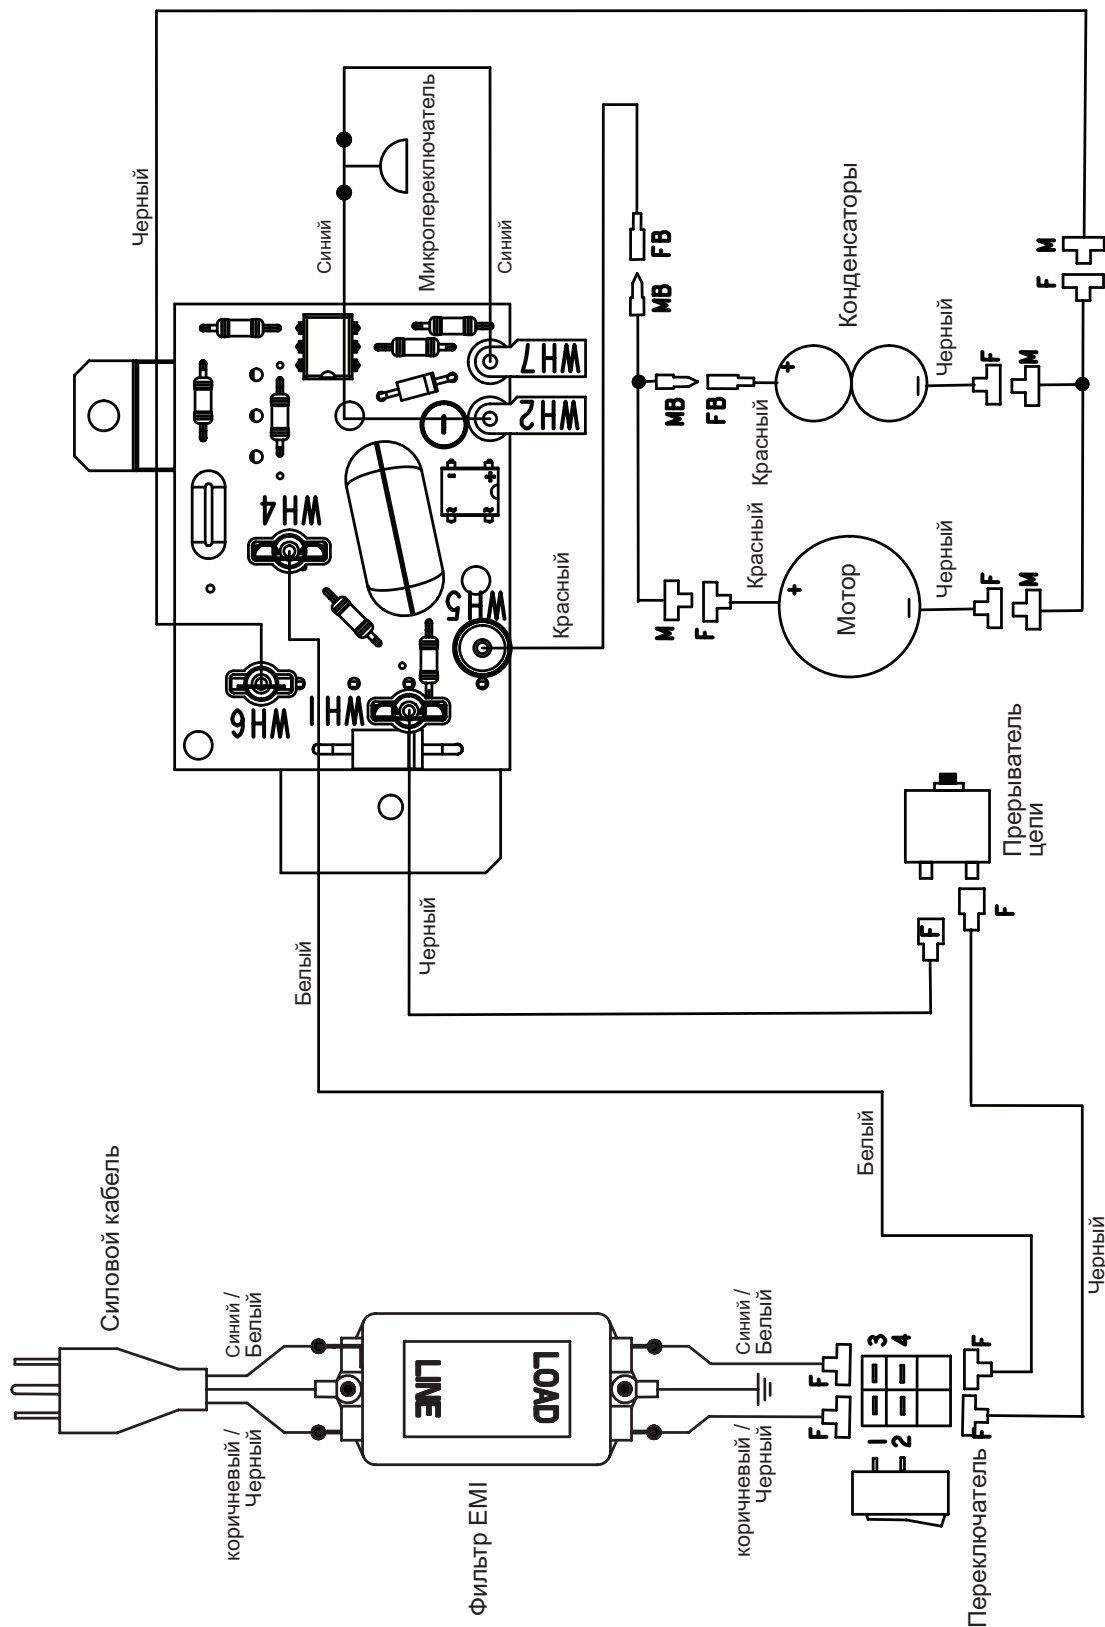 Силовой кабель
Синий /
Белый
коричневый /
Черный
LINE
LOAD
Фильтр EMI
Синий /
Белый
коричневый /
Черный
F
F
1
2
3
4
F
F
Переключатель
Белый
Черный
Белый
Черный
F
F
Прерыватель
цепи
Черный
WH6
WH4
WH1
WH5
WH2
WH7
Синий
Микропереключатель
Синий
Красный
MB
FB
M
F
Красный
+
Мотор
−
Черный
F
M
MB
FB
Красный
+
Конденсаторы
−
Черный
F
M
F
M